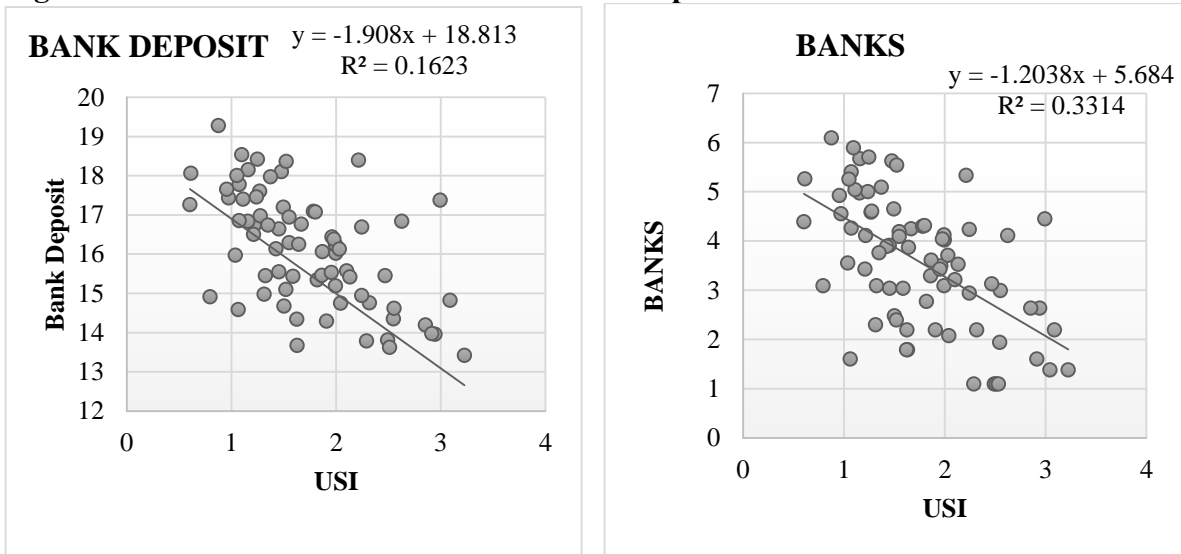 BANK DEPOSIT
y = -1.908x + 18.813
R² = 0.1623
20
19
18
17
16
15
14
13
12
Bank Deposit
0 1 2 3 4
USI
BANKS
y = -1.2038x + 5.684
R² = 0.3314
7
6
5
4
3
2
1
0
BANKS
0 1 2 3 4
USI